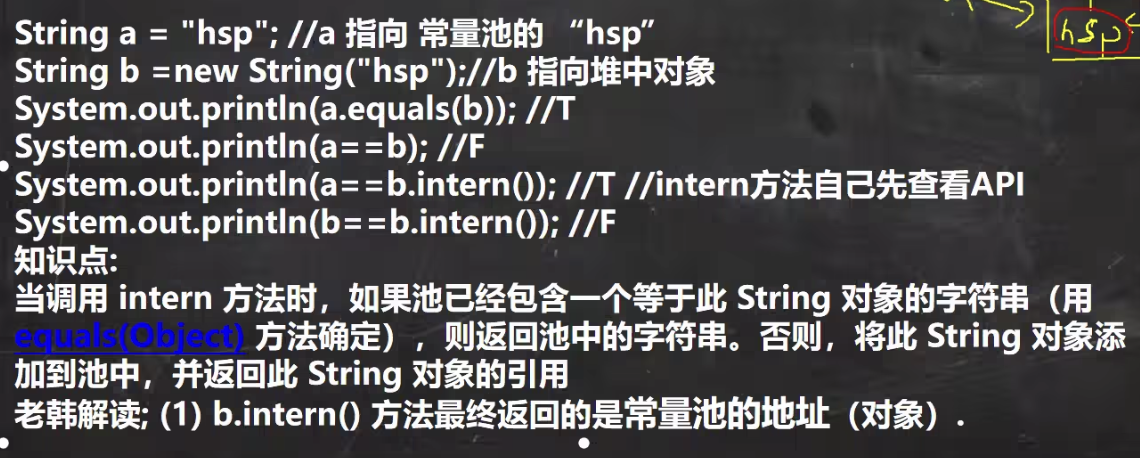 String a = "hsp"; //a 指向 常量池的 “hsp”
String b =new String("hsp");//b 指向堆中对象
System.out.println(a.equals(b)); //T
System.out.println(a==b); //F
System.out.println(a==b.intern()); //T //intern方法自己先查看API
System.out.println(b==b.intern()); //F
知识点:
当调用 intern 方法时，如果池已经包含一个等于此 String 对象的字符串（用
equals(Object) 方法确定），则返回池中的字符串。否则，将此 String 对象添
加到池中，并返回此 String 对象的引用
老韩解读; (1) b.intern() 方法最终返回的是常量池的地址（对象）.
hsp